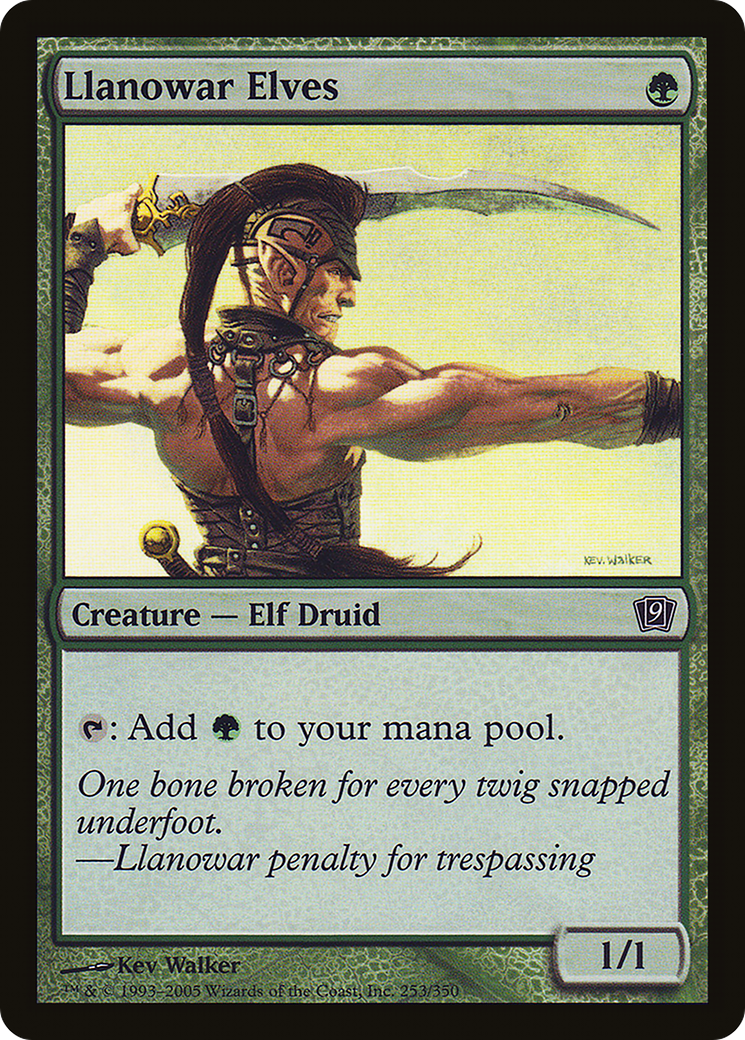 Llanowar Elves
KEV. WALKER
Creature — Elf Druid
9
: Add to your mana pool.
One bone broken for every twig snapped
underfoot.
—Llanowar penalty for trespassing
1/1
Kev Walker
™ & © 1993–2005 Wizards of the Coast, Inc. 253/350